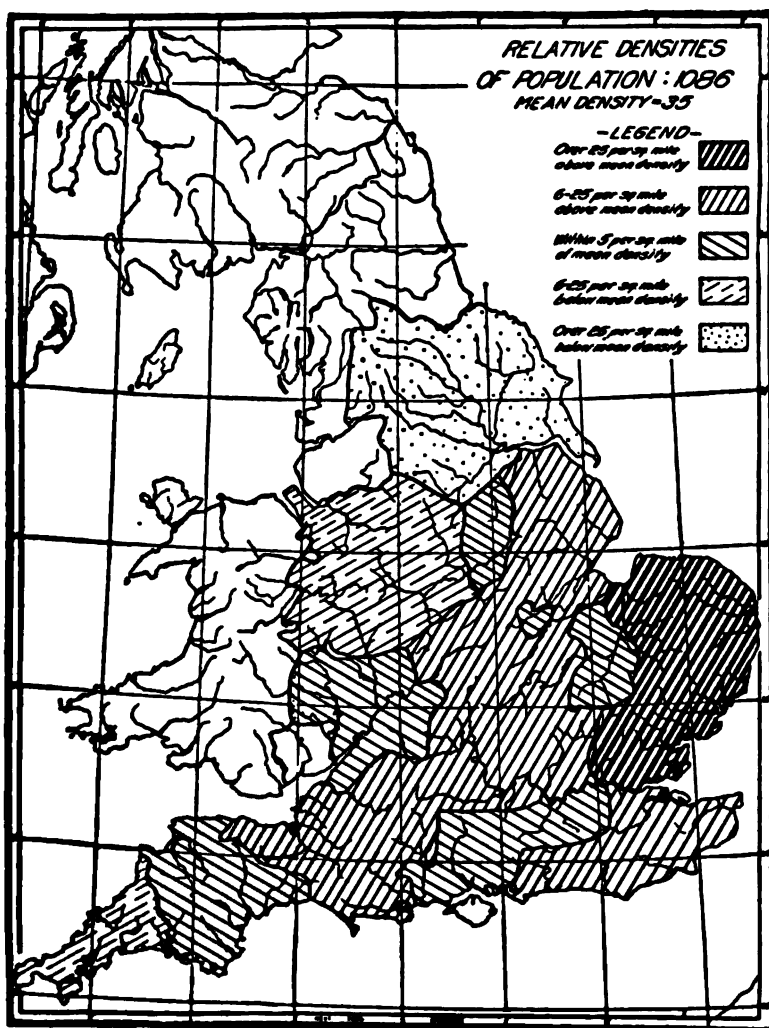 RELATIVE DENSITIES
OF POPULATION : 1086
MEAN DENSITY = 35
-LEGEND-
Over 25 per sq mile
above mean density
6-25 per sq mile
above mean density
Within 5 per sq mile
of mean density
6-25 per sq mile
below mean density
Over 25 per sq mile
below mean density